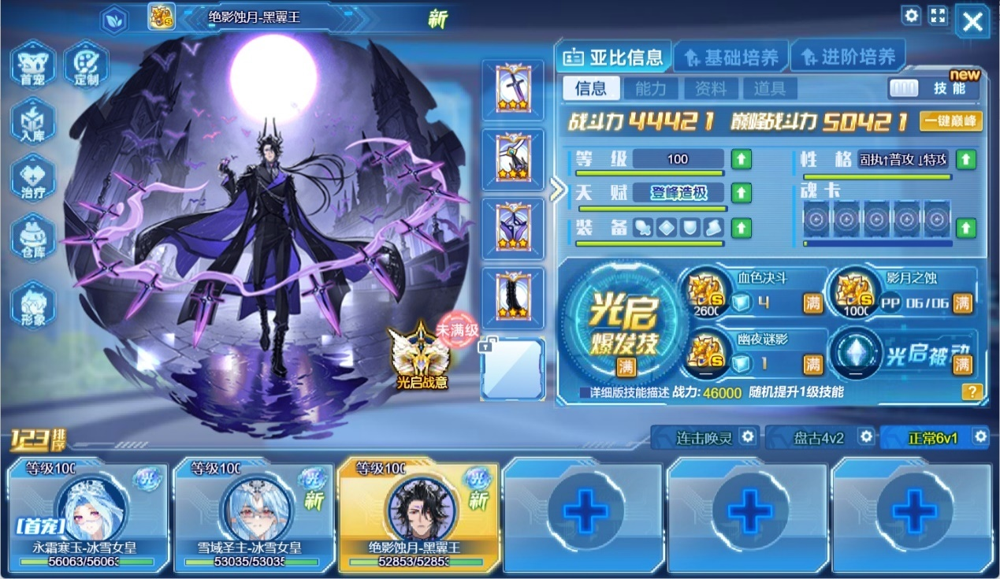 绝影蚀月-黑翼王
新
首宠
定制
入库
治疗
仓库
形象
未满级
光启战意
亚比信息
基础培养
进阶培养
信息
能力
资料
道具
new
技能
战斗力 44421
巅峰战斗力 50421
一键巅峰
等级
100
性格
固执↑普攻↓特攻
天赋
登峰造极
魂卡
装备
光启
爆发技
满
S
2600
血色决斗
4
满
S
1000
影月之蚀
PP 06/06
满
S
幽夜谜影
1
满
光启被动
满
详细版技能描述 战力:46000 随机提升1级技能
?
123排序
连击唤灵
盘古4v2
正常6v1
等级100
光
[首宠]
永霜寒玉-冰雪女皇
56063/56063
等级100
光
新
雪域圣主-冰雪女皇
53035/53035
等级100
光
新
绝影蚀月-黑翼王
52853/52853